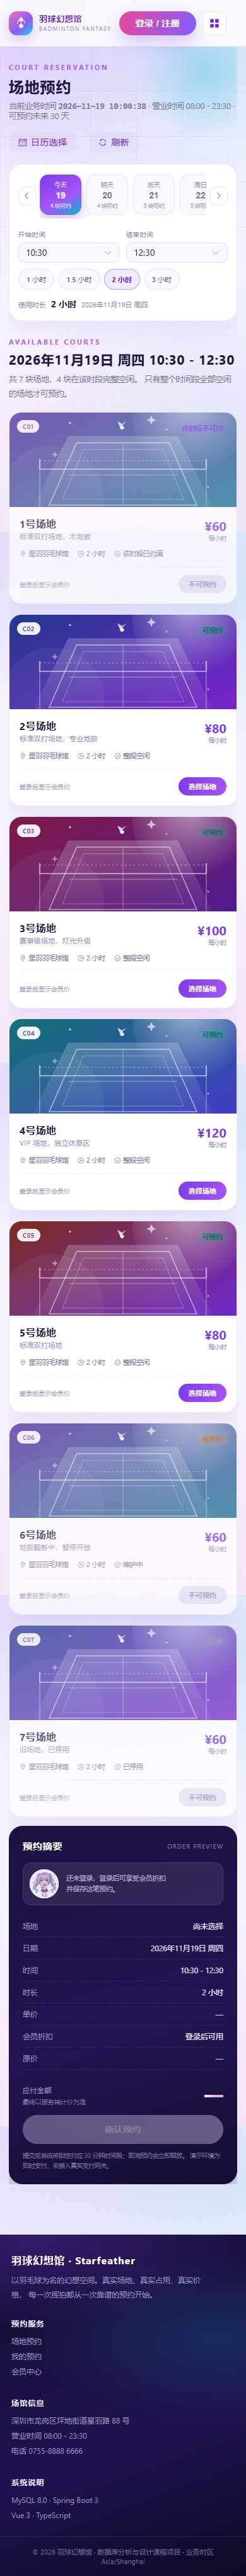 羽球幻想馆
BADMINTON FANTASY
登录 / 注册
COURT RESERVATION
场地预约
当前业务时间 2026-11-19 10:00:38 · 营业时间 08:00 - 23:30 ·
可预约未来 30 天
日历选择
刷新
今天
19
4 块可约
明天
20
4 块可约
后天
21
5 块可约
周日
22
5 块可
开始时间
结束时间
10:30
12:30
1 小时
1.5 小时
2 小时
3 小时
使用时长 2 小时 2026年11月19日 周四
AVAILABLE COURTS
2026年11月19日 周四 10:30 - 12:30
共 7 块场地、4 块在该时段完整空闲。 只有整个时间段全部空闲
的场地才可预约。
C01
1号场地
¥60
标准双打场地，木地板
每小时
星羽羽毛球馆
2 小时
该时段已约满
登录后显示会员价
不可预约
C02
可预约
2号场地
¥80
标准双打场地，专业地胶
每小时
星羽羽毛球馆
2 小时
整段空闲
登录后显示会员价
选择场地
C03
可预约
3号场地
¥100
赛事级场地，灯光升级
每小时
星羽羽毛球馆
2 小时
整段空闲
登录后显示会员价
选择场地
C04
可预约
4号场地
¥120
VIP 场地，独立休息区
每小时
星羽羽毛球馆
2 小时
整段空闲
登录后显示会员价
选择场地
C05
可预约
5号场地
¥80
标准双打场地
每小时
星羽羽毛球馆
2 小时
整段空闲
登录后显示会员价
选择场地
C06
维护中
6号场地
¥60
地胶翻新中，暂停开放
每小时
星羽羽毛球馆
2 小时
维护中
登录后显示会员价
不可预约
C07
7号场地
¥60
旧场地，已停用
每小时
星羽羽毛球馆
2 小时
已停用
登录后显示会员价
不可预约
预约摘要
ORDER PREVIEW
还未登录，登录后可享受会员折扣
并保存这笔预约。
场地
尚未选择
日期
2026年11月19日 周四
时间
10:30 - 12:30
时长
2 小时
单价
—
会员折扣
登录后可用
原价
—
应付金额
最终以服务端计价为准
—
确认预约
提交后系统将锁定对应 30 分钟时间段，取消预约会立即释放。 演示环境为
即时支付，未接入真实支付网关。
羽球幻想馆 · Starfeather
以羽毛球为名的幻想空间。真实场地、真实占用、真实价
格， 每一次挥拍都从一次靠谱的预约开始。
预约服务
场地预约
我的预约
会员中心
场馆信息
深圳市龙岗区坪地街道星羽路 88 号
营业时间 08:00 - 23:30
电话 0755-8888 6666
系统说明
MySQL 8.0 · Spring Boot 3
Vue 3 · TypeScript
© 2026 羽球幻想馆 · 数据库分析与设计课程项目 · 业务时区
Asia/Shanghai